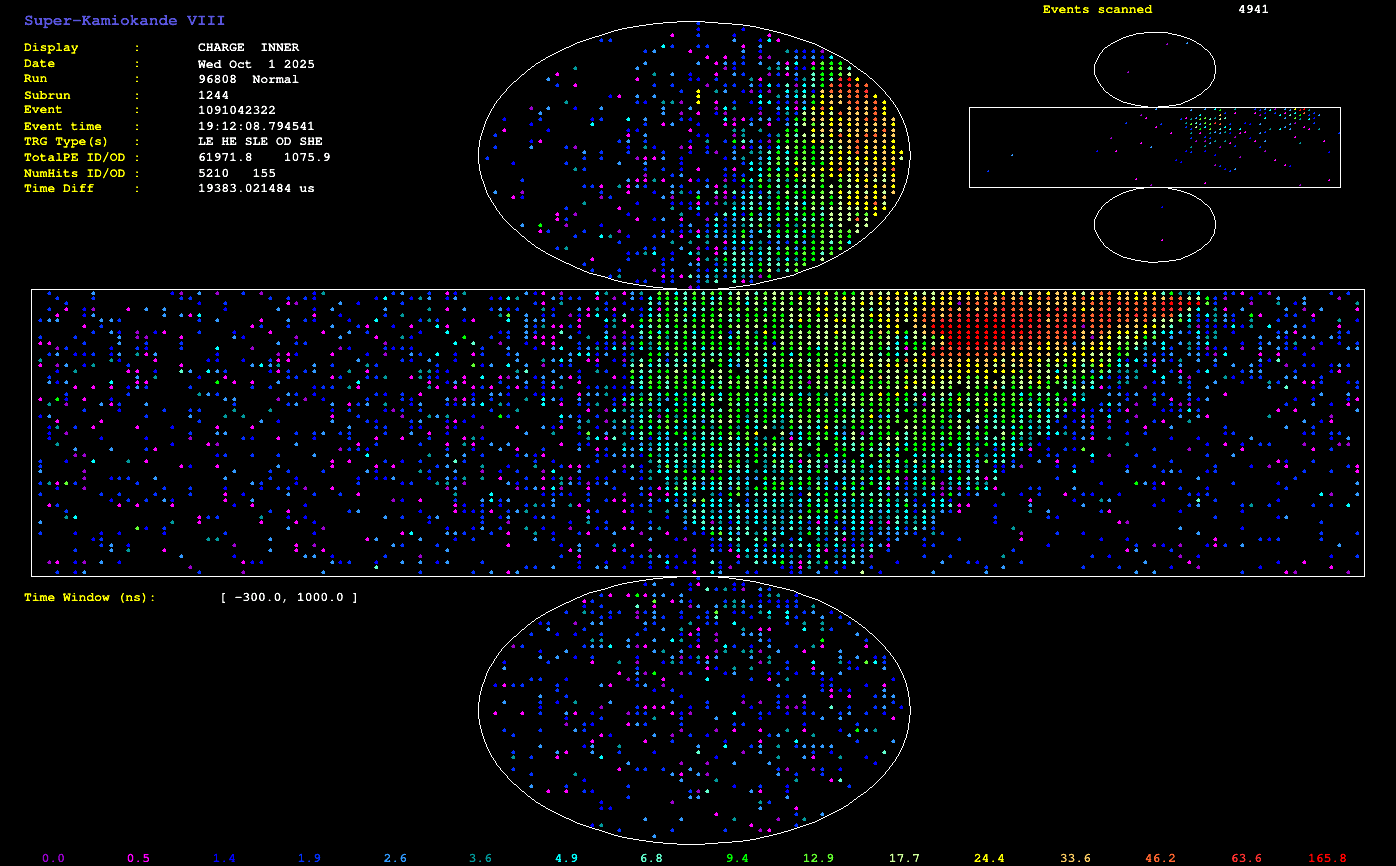 Super-Kamiokande VIII
Events scanned 4941
Display : CHARGE INNER
Date : Wed Oct 1 2025
Run : 96808 Normal
Subrun : 1244
Event : 1091042322
Event time : 19:12:08.794541
TRG Type(s) : LE HE SLE OD SHE
TotalPE ID/OD : 61971.8 1075.9
NumHits ID/OD : 5210 155
Time Diff : 19383.021484 us
Time Window (ns): [ -300.0, 1000.0 ]
0.0 0.5 1.4 1.9 2.6 3.6 4.9 6.8 9.4 12.9 17.7 24.4 33.6 46.2 63.6 165.8